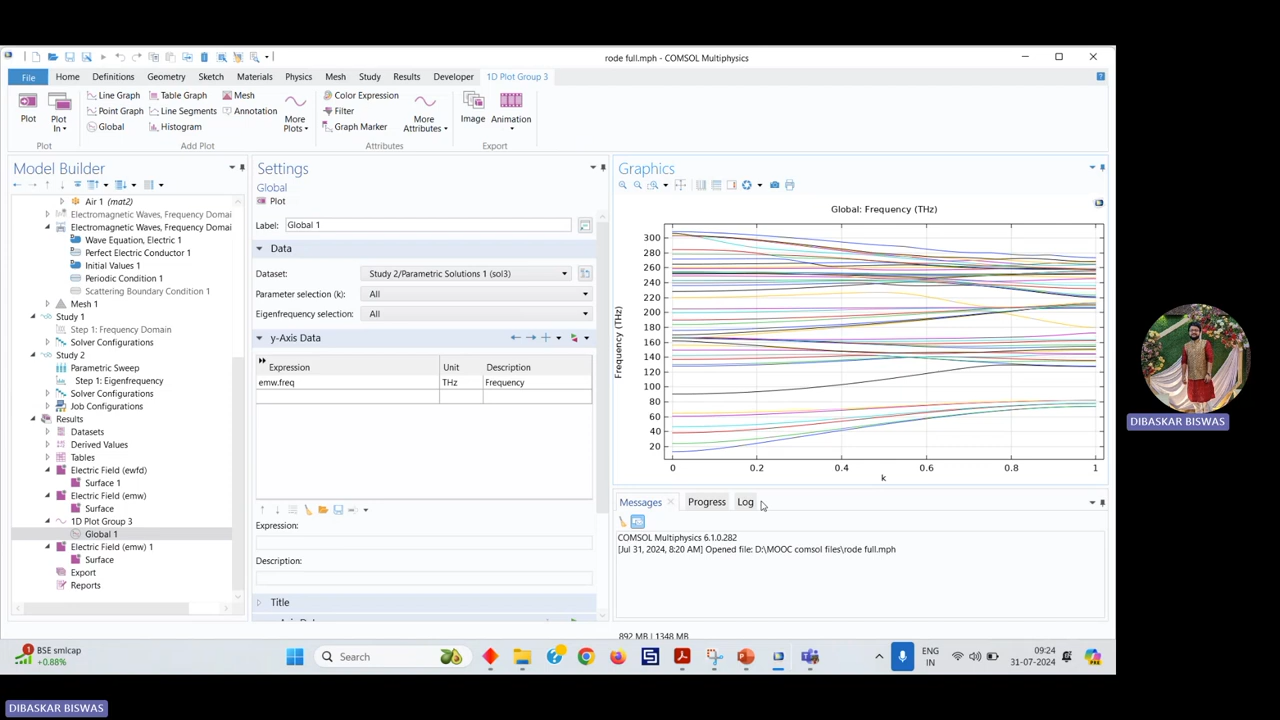 rode full.mph - COMSOL Multiphysics
File Home Definitions Geometry Sketch Materials Physics Mesh Study Results Developer 1D Plot Group 3
Plot
Plot In
Plot
Line Graph Table Graph Mesh
Point Graph Line Segments Annotation
Global Histogram
More Plots
Add Plot
Color Expression
Filter
Graph Marker
More Attributes
Attributes
Image Animation
Export
Model Builder
Air 1 (mat2)
Electromagnetic Waves, Frequency Domain
Electromagnetic Waves, Frequency Domain
Wave Equation, Electric 1
Perfect Electric Conductor 1
Initial Values 1
Periodic Condition 1
Scattering Boundary Condition 1
Mesh 1
Study 1
Step 1: Frequency Domain
Solver Configurations
Study 2
Parametric Sweep
Step 1: Eigenfrequency
Solver Configurations
Job Configurations
Results
Datasets
Derived Values
Tables
Electric Field (ewfd)
Surface 1
Electric Field (emw)
Surface
1D Plot Group 3
Global 1
Electric Field (emw) 1
Surface
Export
Reports
Settings
Global
Plot
Label: Global 1
Data
Dataset: Study 2/Parametric Solutions 1 (sol3)
Parameter selection (k): All
Eigenfrequency selection: All
y-Axis Data
Expression Unit Description
emw.freq THz Frequency
Expression:
Description:
Title
Graphics
Global: Frequency (THz)
Frequency (THz)
300
280
260
240
220
200
180
160
140
120
100
80
60
40
20
0 0.2 0.4 0.6 0.8 1
k
Messages Progress Log
COMSOL Multiphysics 6.1.0.282
[Jul 31, 2024, 8:20 AM] Opened file: D:\MOOC comsol files\rode full.mph
892 MB | 1348 MB
DIBASKAR BISWAS
1
BSE smlcap
+0.88%
Search
ENG
IN
09:24
31-07-2024
DIBASKAR BISWAS